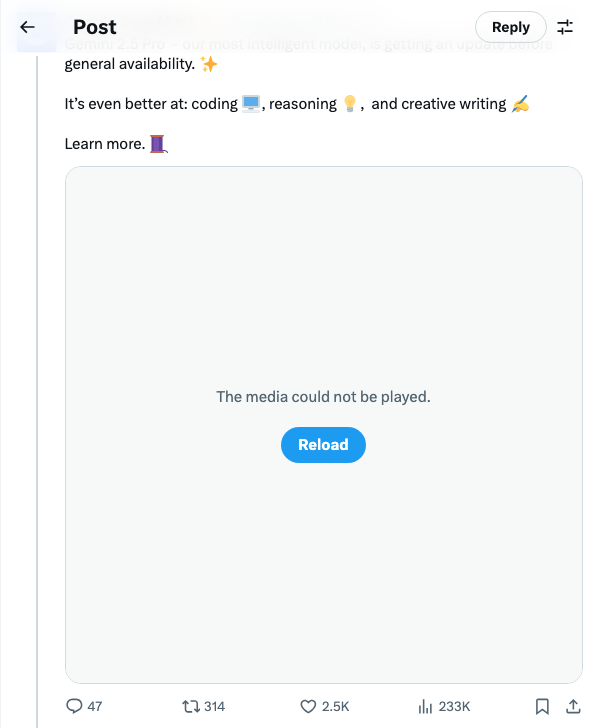 Post
Reply
Gemini 2.5 Pro - our most intelligent model, is getting an update before
general availability. ✨
It’s even better at: coding 🖥️, reasoning 💡, and creative writing ✍️
Learn more. 🧵
The media could not be played.
Reload
47 314 2.5K 233K